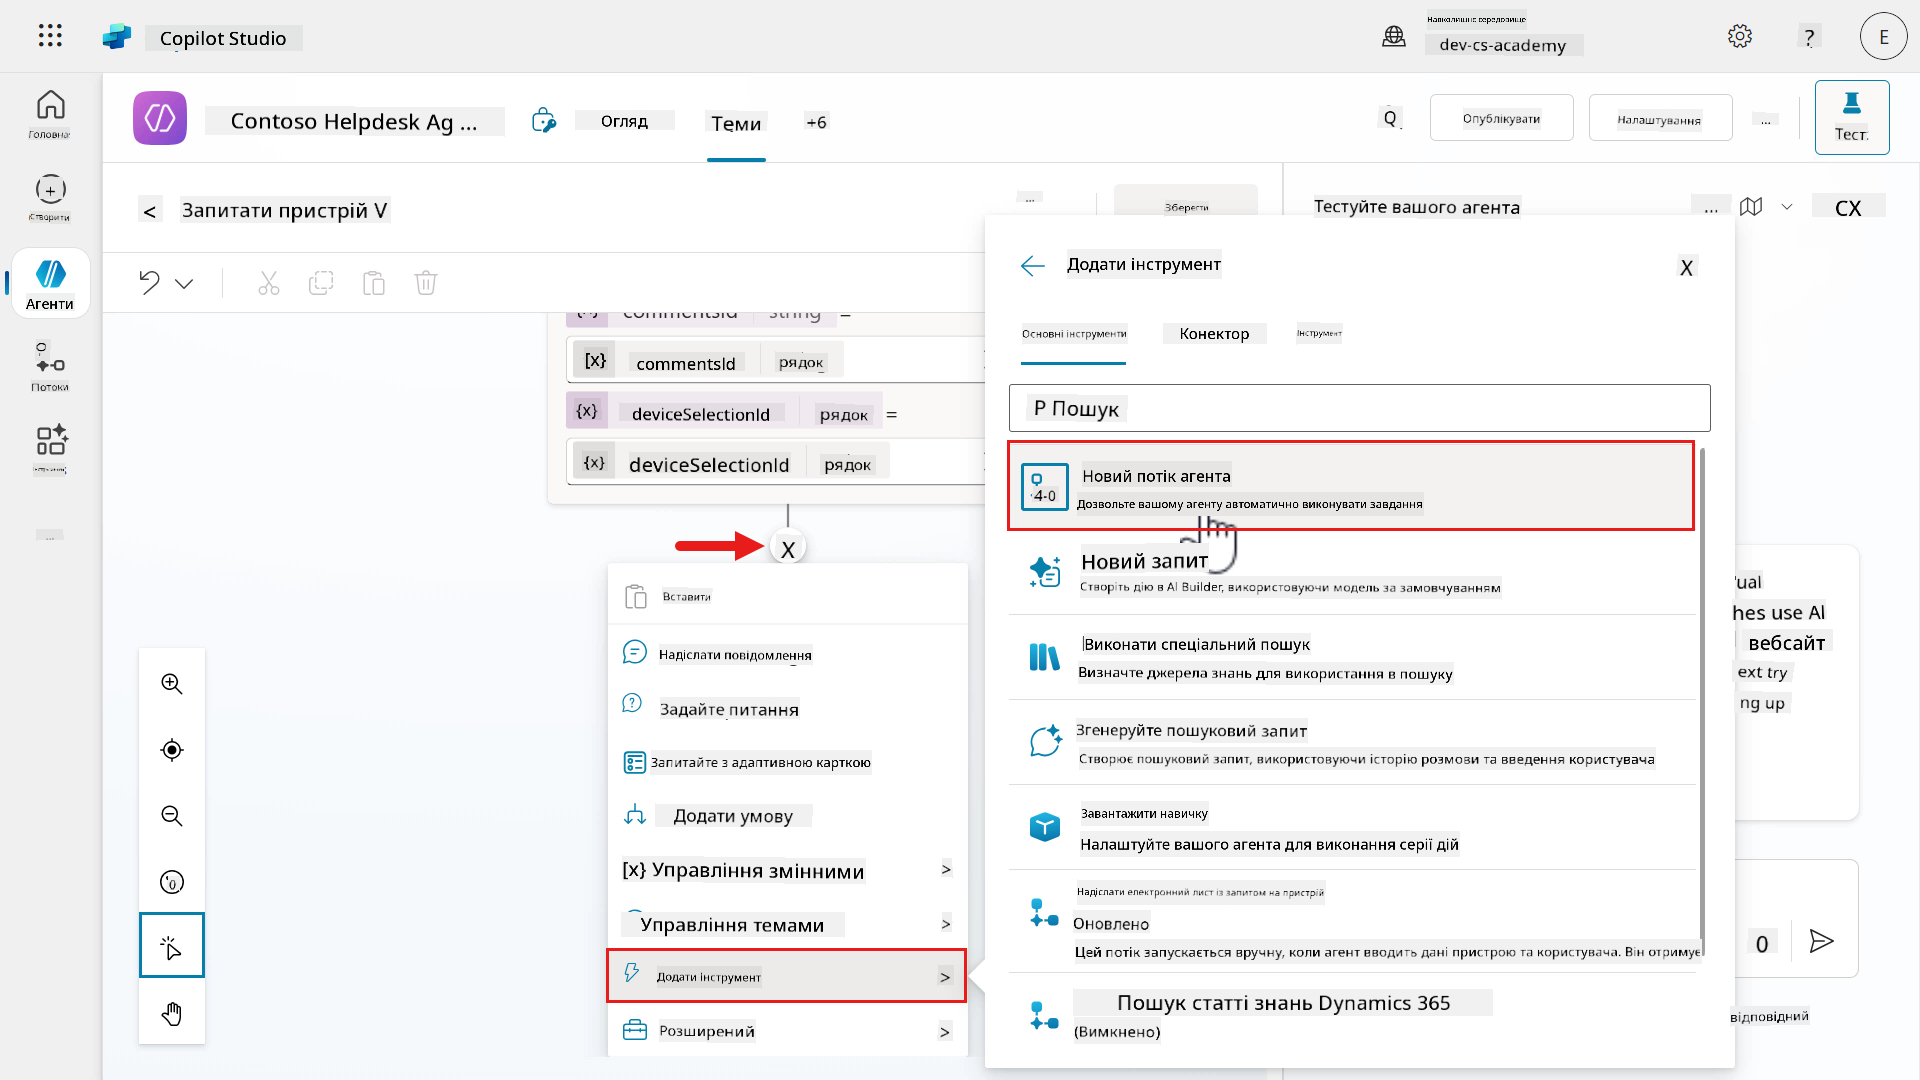 Copilot Studio
Навколишнє середовище
dev-cs-academy
?
E
Головна
Створити
Агенти
Потоки
...
Contoso Helpdesk Ag ...
Огляд
Теми
+6
Q
Опублікувати
Налаштування
...
Тест.
<
Запитати пристрій V
...
Зберегти
Тестуйте вашого агента
...
CX
commentsId
string
=
[x]
commentsId
рядок
{x}
deviceSelectionId
рядок
=
{x}
deviceSelectionId
рядок
X
Вставити
Надіслати повідомлення
Задайте питання
Запитайте з адаптивною карткою
Додати умову
[x] Управління змінними
>
Управління темами
>
Додати інструмент
>
Розширений
>
Додати інструмент
X
Основні інструменти
Конектор
Інструмент
Р Пошук
4-0
Новий потік агента
Дозвольте вашому агенту автоматично виконувати завдання
Новий запит
Створіть дію в AI Builder, використовуючи модель за замовчуванням
Виконати спеціальний пошук
Визначте джерела знань для використання в пошуку
Згенеруйте пошуковий запит
Створює пошуковий запит, використовуючи історію розмови та введення користувача
Завантажити навичку
Налаштуйте вашого агента для виконання серії дій
Надіслати електронний лист із запитом на пристрій
Оновлено
Цей потік запускається вручну, коли агент вводить дані пристрою та користувача. Він отримує
Пошук статті знань Dynamics 365
(Вимкнено)
hes use AI
вебсайт
ext try
ng up
0
відповідний